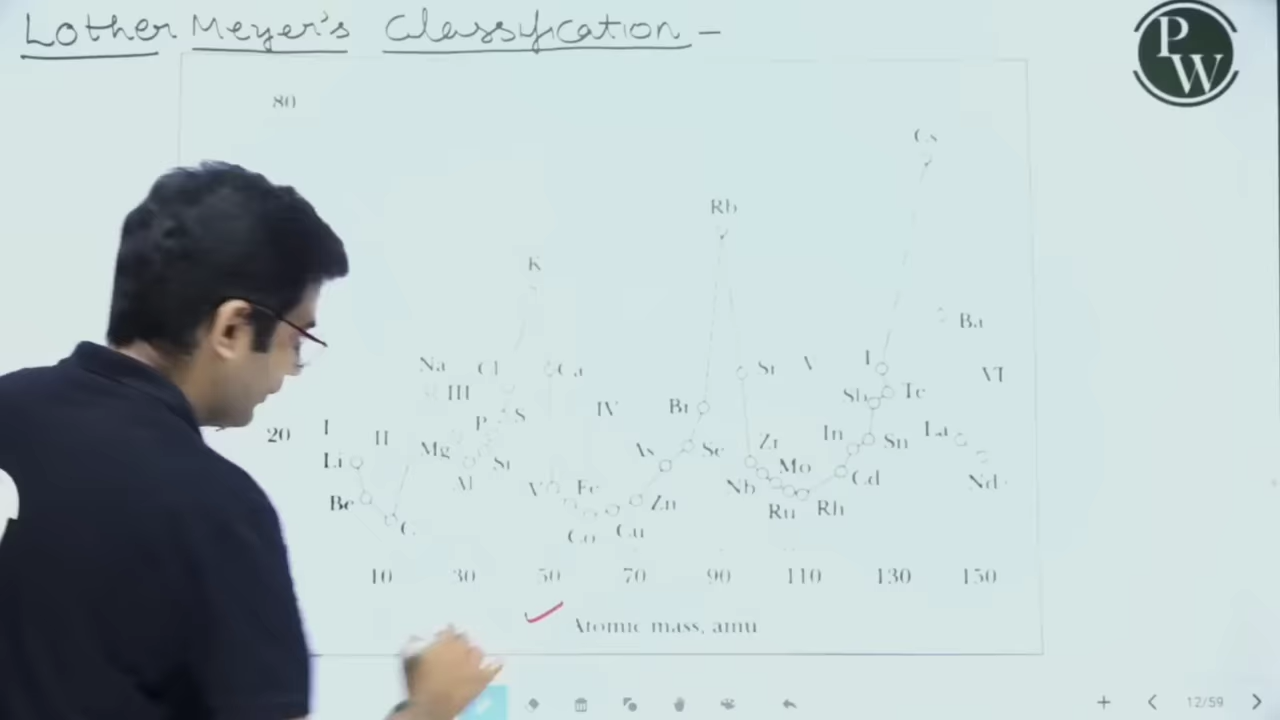 Lother Meyer's Classification -
PW
80
Cs
Rb
K
Ba
Na Cl Ca Sr V I VI
III Sb Te
P S IV Br
20 I II Mg As Se Zr In Sn La
Li Al Si Mo Cd Nd
Be V Fe Zn Nb
C Co Cu Ru Rh
10 30 50 70 90 110 130 150
Atomic mass, amu
12/59